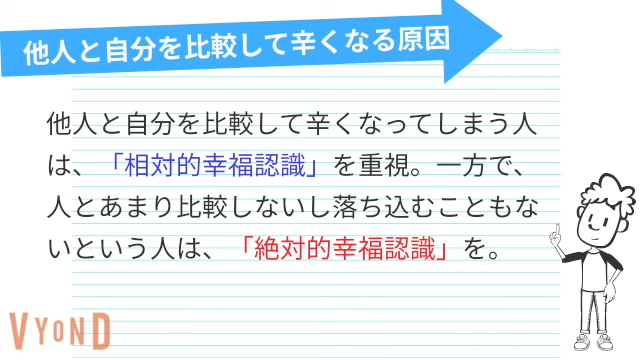 他人と自分を比較して辛くなる原因
他人と自分を比較して辛くなってしまう人
は、「相対的幸福認識」を重視。一方で、
人とあまり比較しないし落ち込むこともな
いという人は、「絶対的幸福認識」を。
VYOND